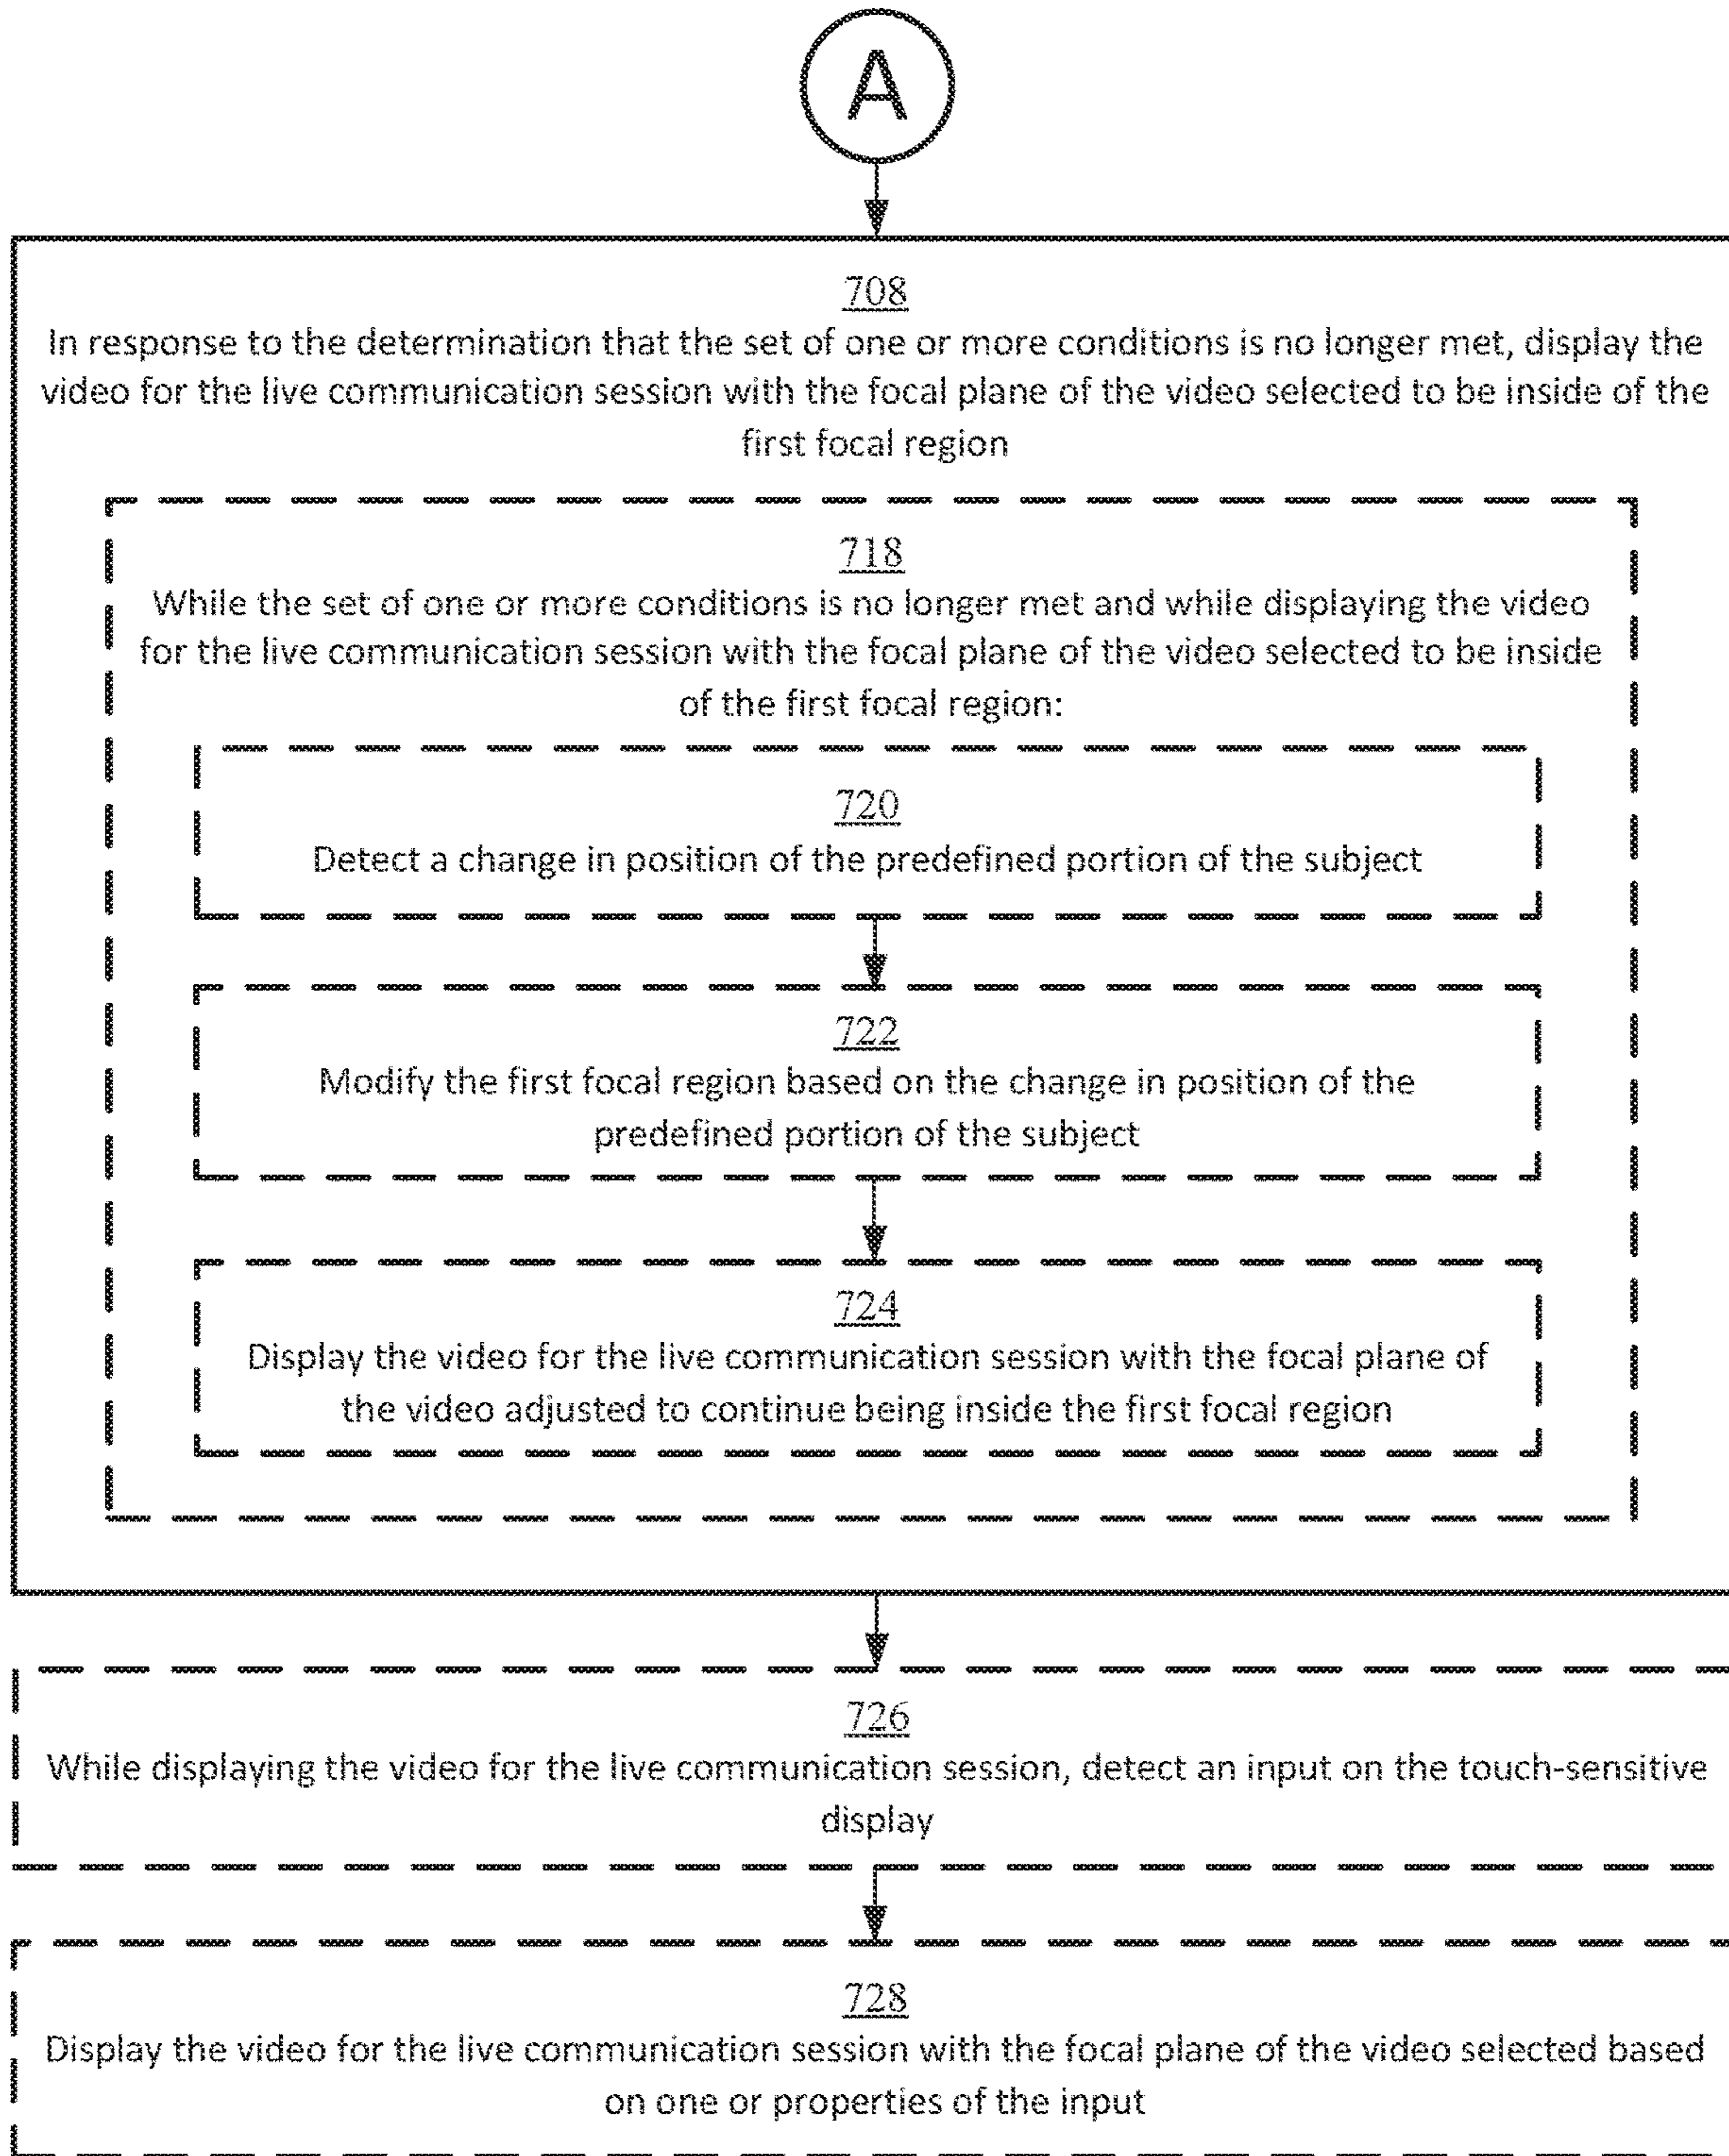 A
708
In response to the determination that the set of one or more conditions is no longer met, display the
video for the live communication session with the focal plane of the video selected to be inside of the
first focal region
718
While the set of one or more conditions is no longer met and while displaying the video
for the live communication session with the focal plane of the video selected to be inside
of the first focal region:
720
Detect a change in position of the predefined portion of the subject
722
Modify the first focal region based on the change in position of the
predefined portion of the subject
724
Display the video for the live communication session with the focal plane of
the video adjusted to continue being inside the first focal region
726
While displaying the video for the live communication session, detect an input on the touch-sensitive
display
728
Display the video for the live communication session with the focal plane of the video selected based
on one or properties of the input